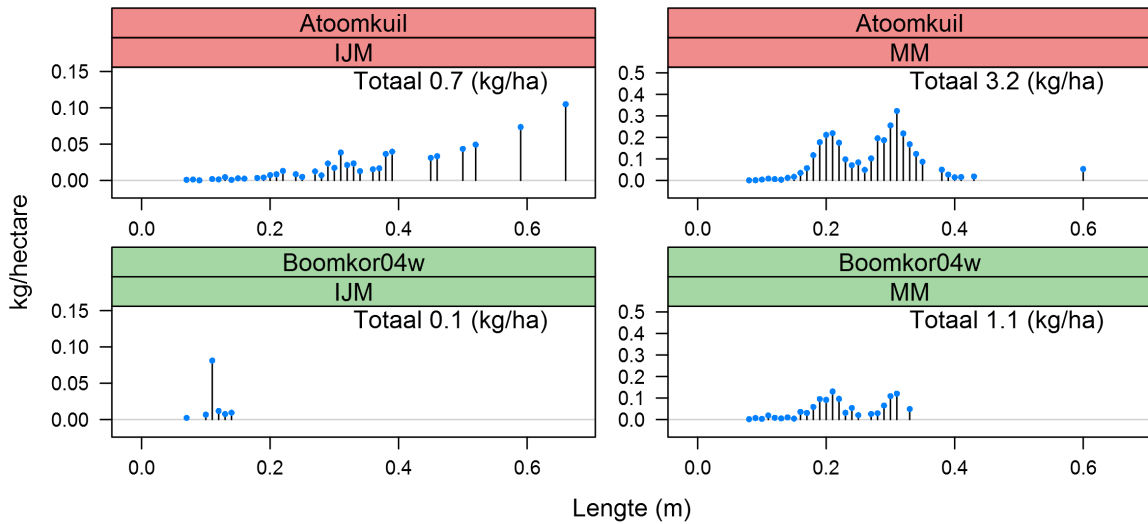 Atoomkuil
IJM
Totaal 0.7 (kg/ha)
0.15
0.10
0.05
0.00
0.0 0.2 0.4 0.6
Atoomkuil
MM
Totaal 3.2 (kg/ha)
0.5
0.4
0.3
0.2
0.1
0.0
0.0 0.2 0.4 0.6
kg/hectare
Boomkor04w
IJM
Totaal 0.1 (kg/ha)
0.15
0.10
0.05
0.00
0.0 0.2 0.4 0.6
Boomkor04w
MM
Totaal 1.1 (kg/ha)
0.5
0.4
0.3
0.2
0.1
0.0
0.0 0.2 0.4 0.6
Lengte (m)